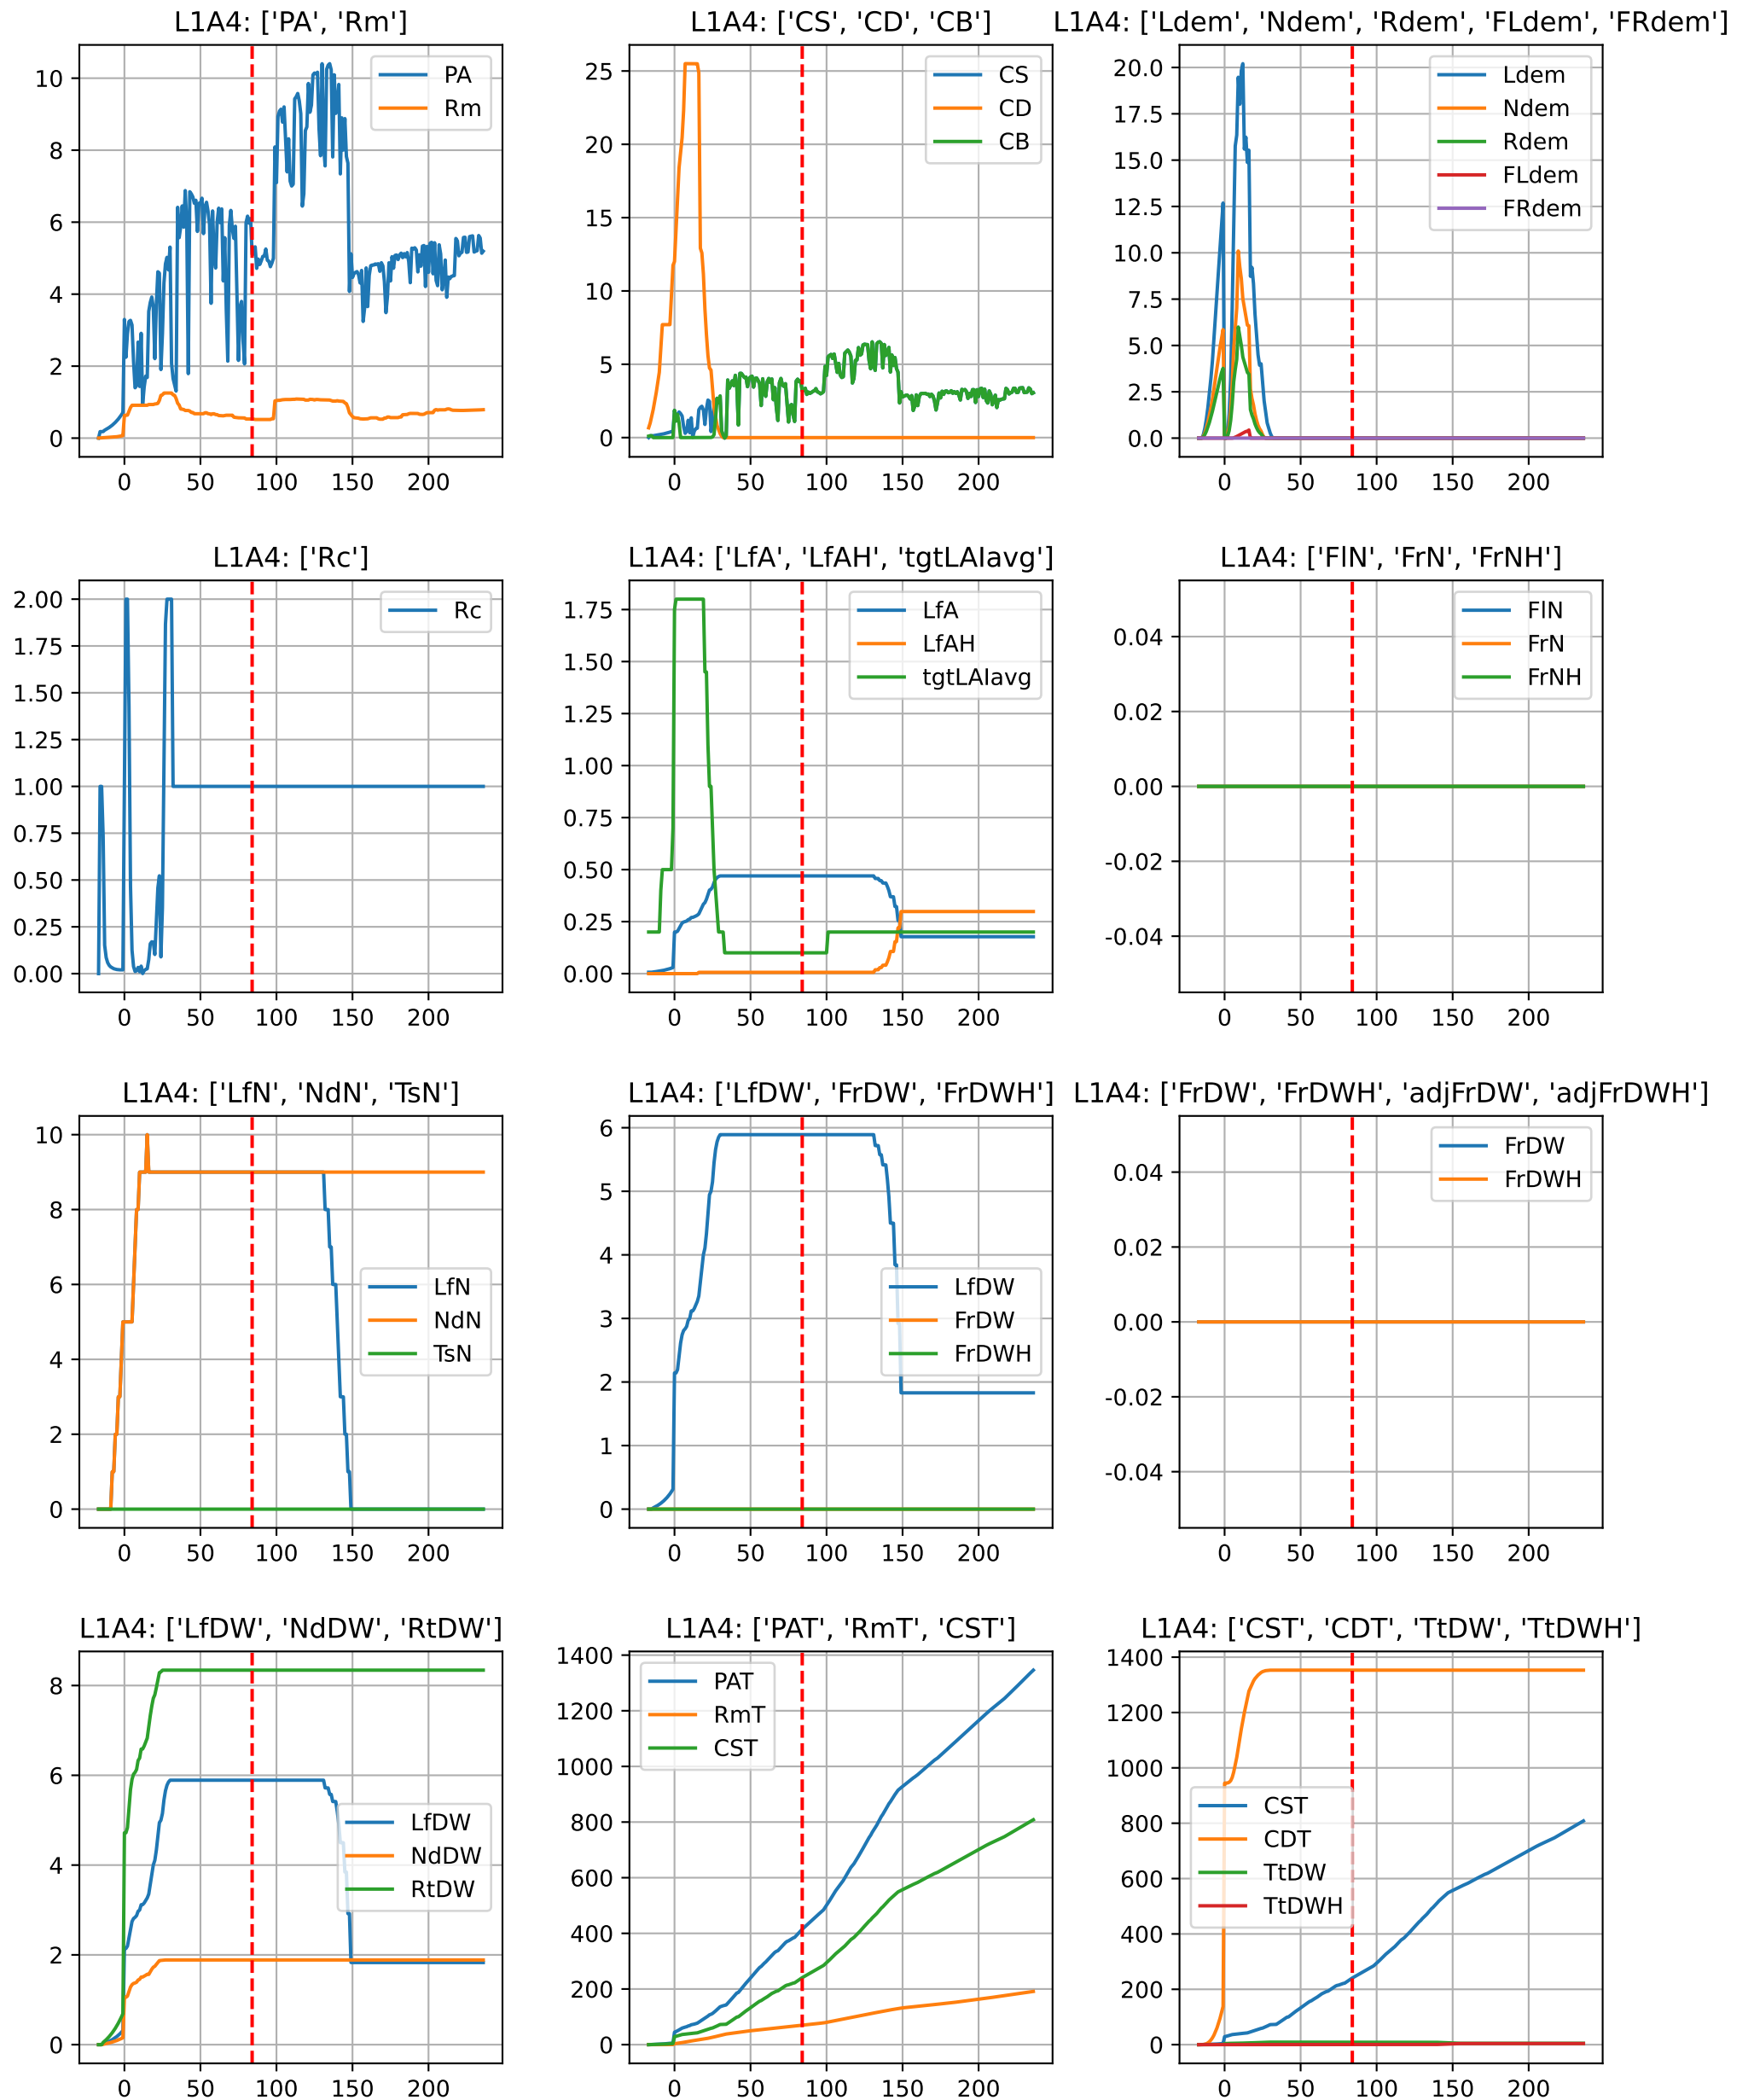 L1A4: ['PA', 'Rm']
10
8
6
4
2
0
0 50 100 150 200
PA
Rm
L1A4: ['CS', 'CD', 'CB']
25
20
15
10
5
0
0 50 100 150 200
CS
CD
CB
L1A4: ['Ldem', 'Ndem', 'Rdem', 'FLdem', 'FRdem']
20.0
17.5
15.0
12.5
10.0
7.5
5.0
2.5
0.0
0 50 100 150 200
Ldem
Ndem
Rdem
FLdem
FRdem
L1A4: ['Rc']
2.00
1.75
1.50
1.25
1.00
0.75
0.50
0.25
0.00
0 50 100 150 200
Rc
L1A4: ['LfA', 'LfAH', 'tgtLAIavg']
1.75
1.50
1.25
1.00
0.75
0.50
0.25
0.00
0 50 100 150 200
LfA
LfAH
tgtLAIavg
L1A4: ['FlN', 'FrN', 'FrNH']
0.04
0.02
0.00
-0.02
-0.04
0 50 100 150 200
FlN
FrN
FrNH
L1A4: ['LfN', 'NdN', 'TsN']
10
8
6
4
2
0
0 50 100 150 200
LfN
NdN
TsN
L1A4: ['LfDW', 'FrDW', 'FrDWH']
6
5
4
3
2
1
0
0 50 100 150 200
LfDW
FrDW
FrDWH
L1A4: ['FrDW', 'FrDWH', 'adjFrDW', 'adjFrDWH']
0.04
0.02
0.00
-0.02
-0.04
0 50 100 150 200
FrDW
FrDWH
L1A4: ['LfDW', 'NdDW', 'RtDW']
8
6
4
2
0
0 50 100 150 200
LfDW
NdDW
RtDW
L1A4: ['PAT', 'RmT', 'CST']
1400
1200
1000
800
600
400
200
0
0 50 100 150 200
PAT
RmT
CST
L1A4: ['CST', 'CDT', 'TtDW', 'TtDWH']
1400
1200
1000
800
600
400
200
0
0 50 100 150 200
CST
CDT
TtDW
TtDWH